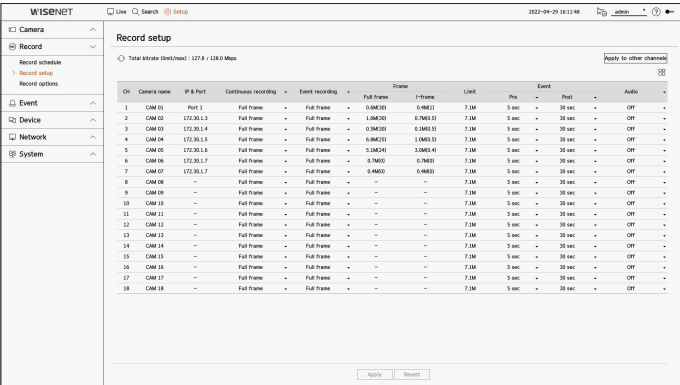 WISENET
Live Search Setup 2022-04-29 16:11:48 admin
Camera
Record
Record schedule
Record setup
Record options
Event
Device
Network
System
Record setup
Total bitrate (limit/max) : 127.8 / 128.0 Mbps
Apply to other channels
CH Camera name IP & Port Continuous recording Event recording Frame Limit Event Audio
Full frame I-frame Pre Post
1 CAM 01 Port 1 Full frame Full frame 0.6M(30) 0.4M(1) 7.1M 5 sec 30 sec Off
2 CAM 02 172.30.1.3 Full frame Full frame 1.6M(30) 0.7M(0.5) 7.1M 5 sec 30 sec Off
3 CAM 03 172.30.1.4 Full frame Full frame 0.5M(30) 0.1M(0.5) 7.1M 5 sec 30 sec Off
4 CAM 04 172.30.1.5 Full frame Full frame 6.8M(25) 1.0M(0.5) 7.1M 5 sec 30 sec Off
5 CAM 05 172.30.1.6 Full frame Full frame 5.1M(24) 3.0M(0.4) 7.1M 5 sec 30 sec Off
6 CAM 06 172.30.1.7 Full frame Full frame 0.7M(0) 0.7M(0) 7.1M 5 sec 30 sec Off
7 CAM 07 172.30.1.7 Full frame Full frame 0.4M(0) 0.4M(0) 7.1M 5 sec 30 sec Off
8 CAM 08 - Full frame Full frame - - 7.1M 5 sec 30 sec Off
9 CAM 09 - Full frame Full frame - - 7.1M 5 sec 30 sec Off
10 CAM 10 - Full frame Full frame - - 7.1M 5 sec 30 sec Off
11 CAM 11 - Full frame Full frame - - 7.1M 5 sec 30 sec Off
12 CAM 12 - Full frame Full frame - - 7.1M 5 sec 30 sec Off
13 CAM 13 - Full frame Full frame - - 7.1M 5 sec 30 sec Off
14 CAM 14 - Full frame Full frame - - 7.1M 5 sec 30 sec Off
15 CAM 15 - Full frame Full frame - - 7.1M 5 sec 30 sec Off
16 CAM 16 - Full frame Full frame - - 7.1M 5 sec 30 sec Off
17 CAM 17 - Full frame Full frame - - 7.1M 5 sec 30 sec Off
18 CAM 18 - Full frame Full frame - - 7.1M 5 sec 30 sec Off
Apply Revert